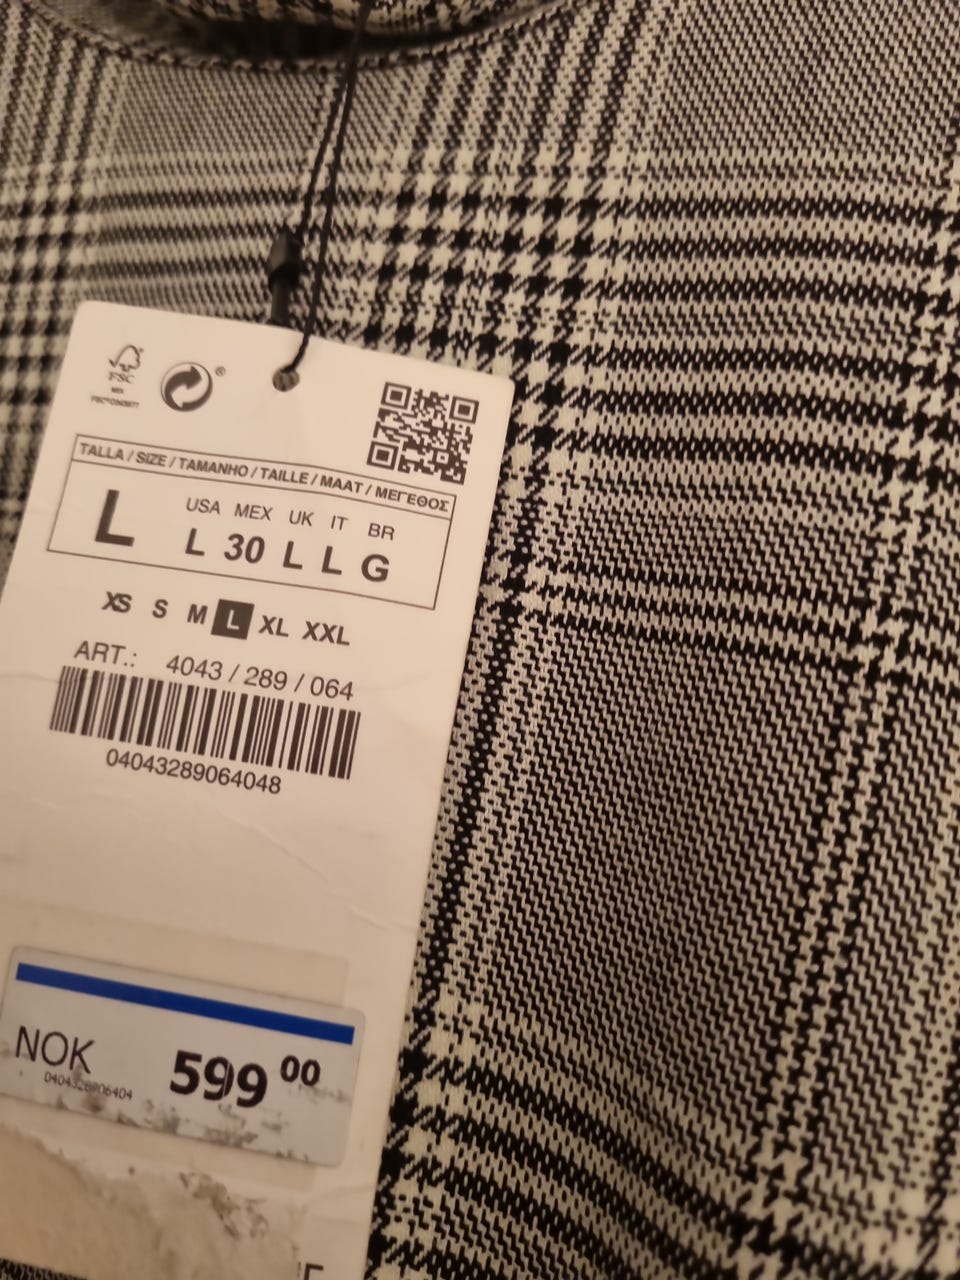 FSC
MIX
®
TALLA / SIZE / TAMANHO / TAILLE / MAAT / ΜΕΓΕΘΟΣ
USA MEX UK IT BR
L L 30 L L G
XS S M L XL XXL
ART.: 4043 / 289 / 064
04043289064048
NOK 599 00